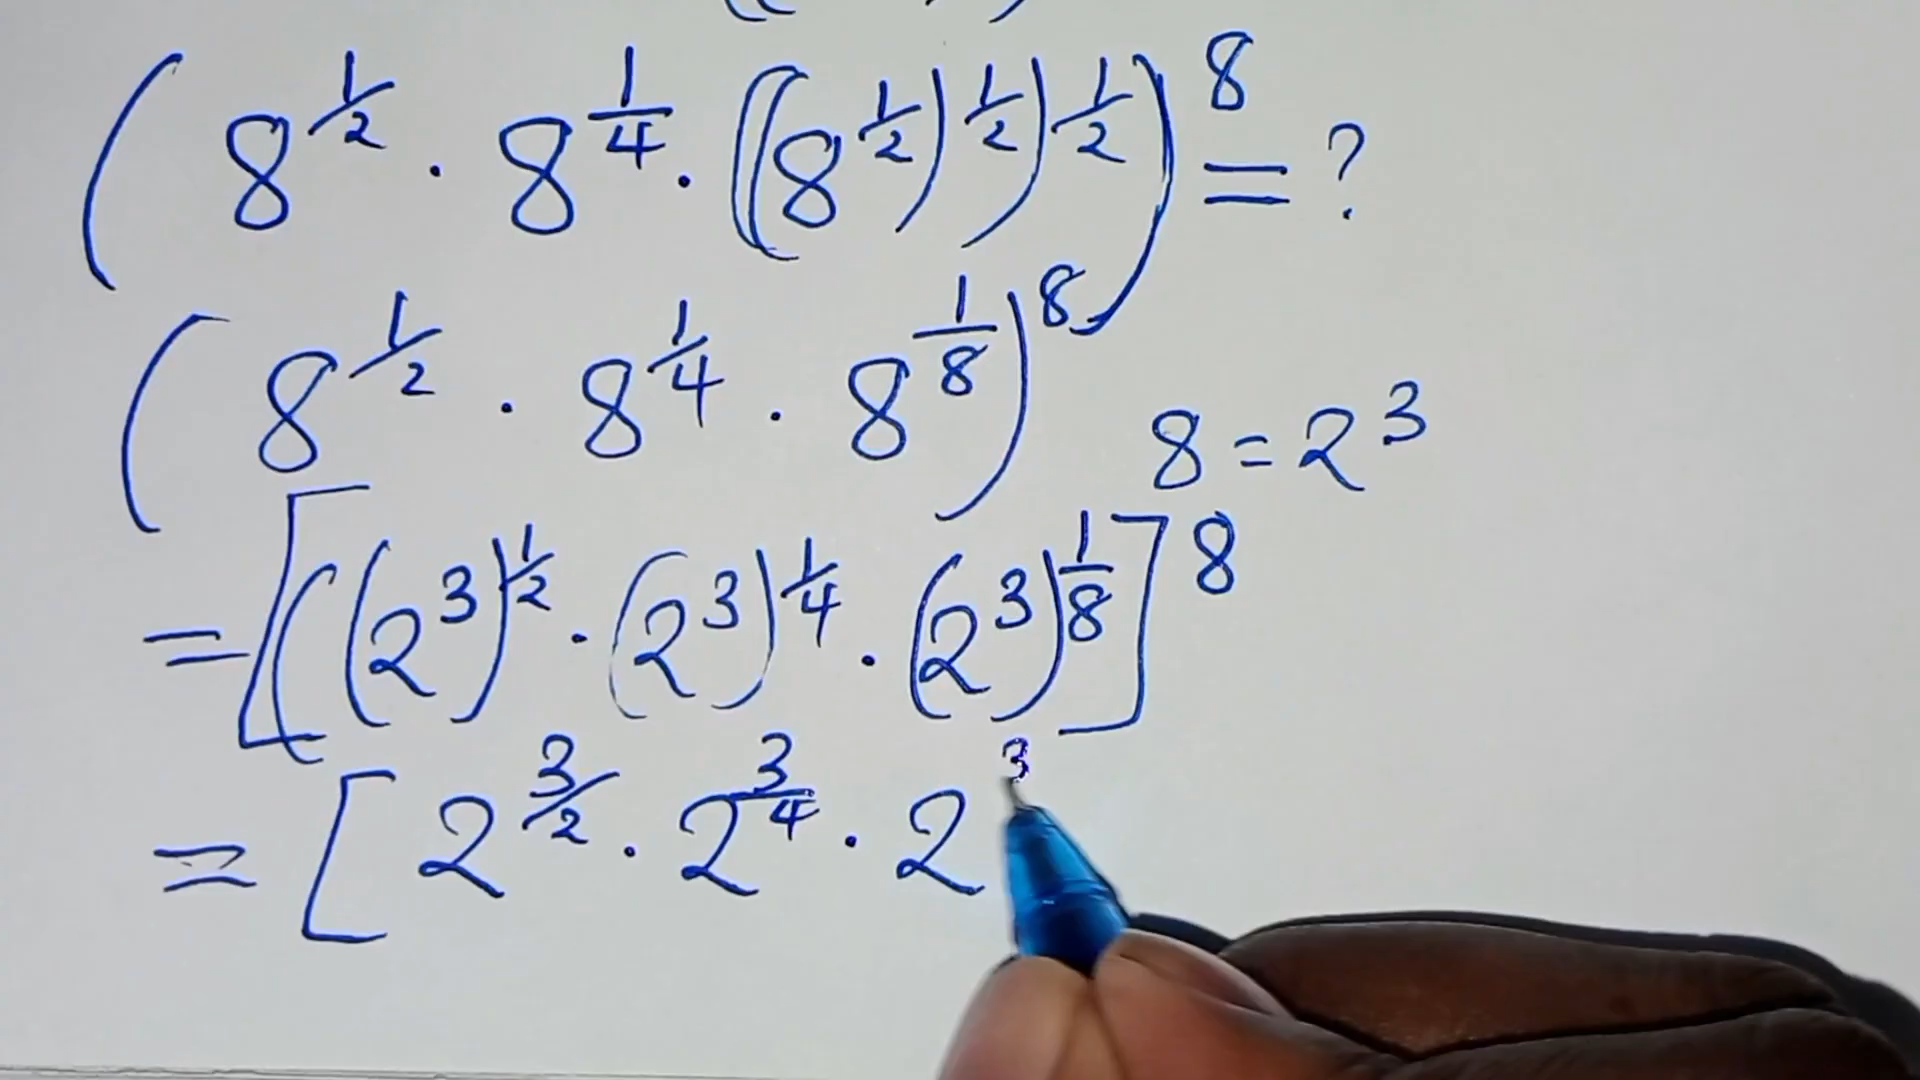 (8^{1/2} · 8^{1/4} · ((8^{1/2})^{1/2})^{1/2})^8 = ?
(8^{1/2} · 8^{1/4} · 8^{1/8})^8
8 = 2^3
= [((2^3)^{1/2} · (2^3)^{1/4} · (2^3)^{1/8}]^8
= [2^{3/2} · 2^{3/4} · 2^3